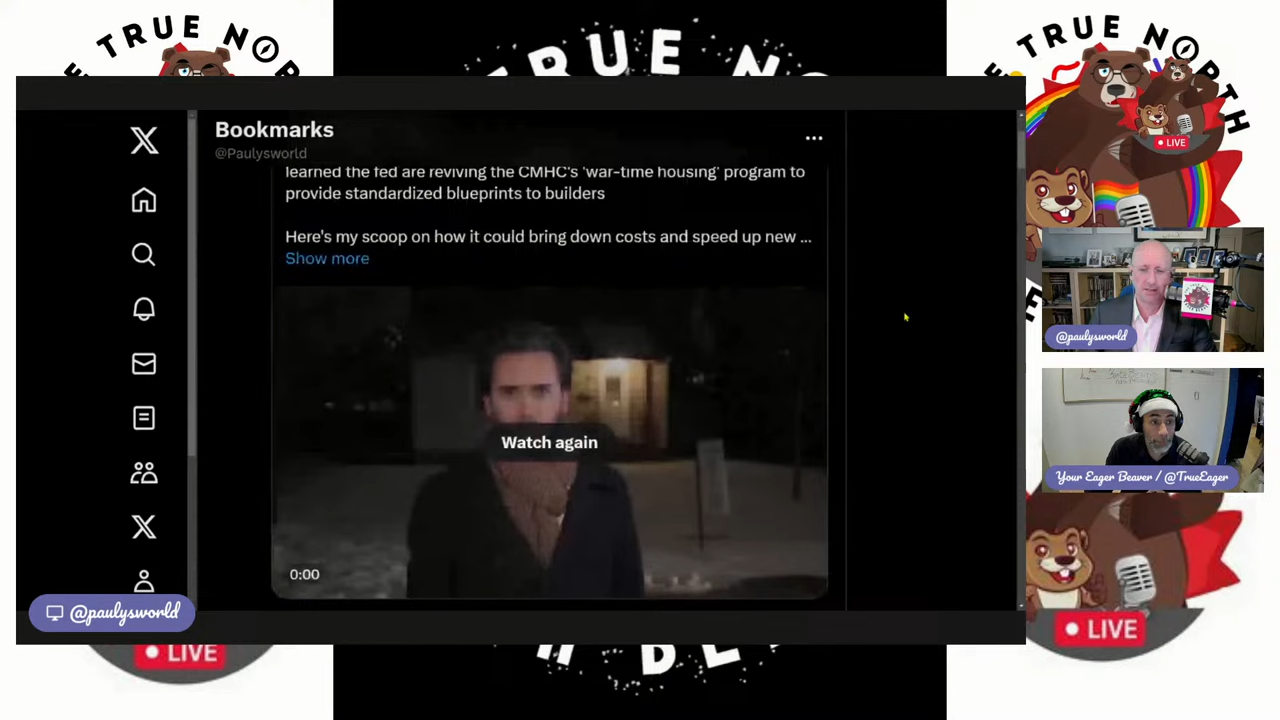 TRUE NO
TRUE NO
TRUE NORTH
LIVE
Bookmarks
@Paulysworld
learned the fed are reviving the CMHC's 'war-time housing' program to
provide standardized blueprints to builders
Here's my scoop on how it could bring down costs and speed up new ...
Show more
Watch again
0:00
@paulysworld
@paulysworld
Your Eager Beaver / @TrueEager
LIVE
LIVE